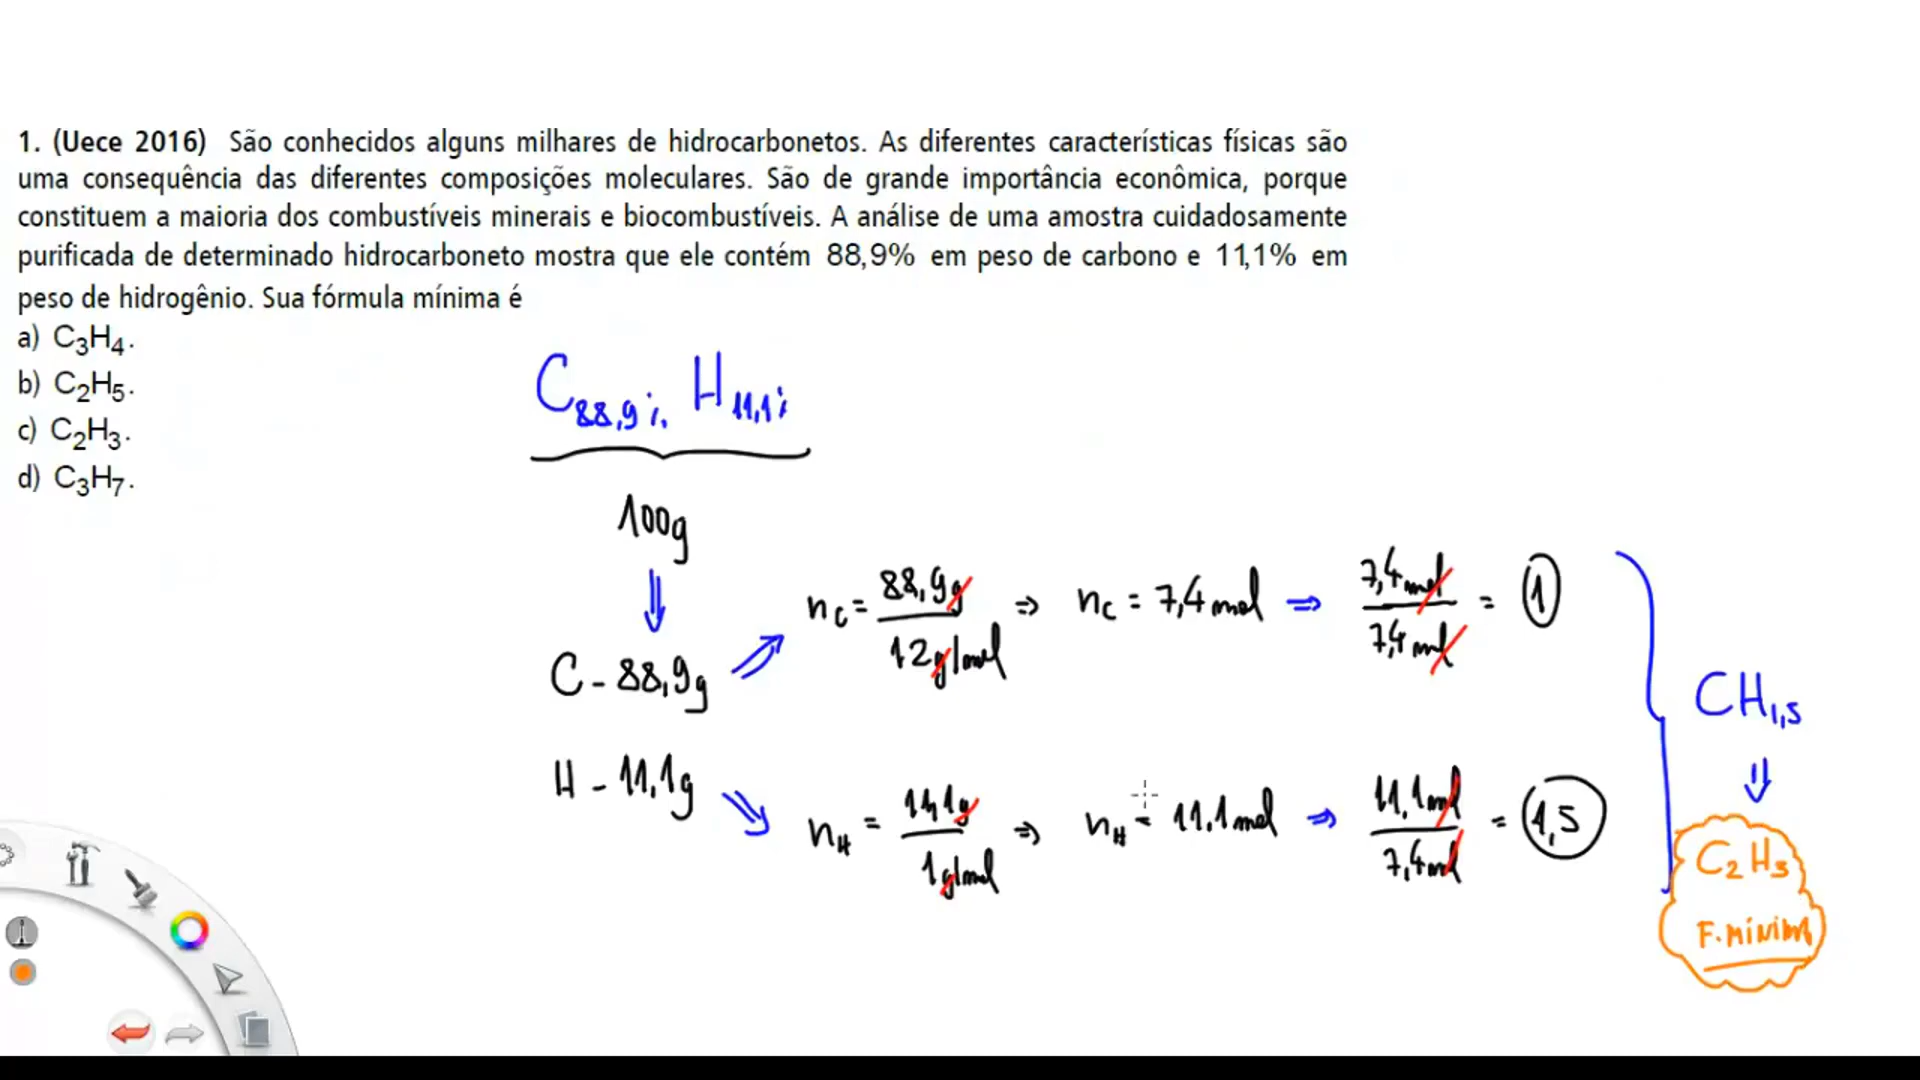 1. (Uece 2016) São conhecidos alguns milhares de hidrocarbonetos. As diferentes características físicas são
uma consequência das diferentes composições moleculares. São de grande importância econômica, porque
constituem a maioria dos combustíveis minerais e biocombustíveis. A análise de uma amostra cuidadosamente
purificada de determinado hidrocarboneto mostra que ele contém 88,9% em peso de carbono e 11,1% em
peso de hidrogênio. Sua fórmula mínima é
a) C₃H₄.
b) C₂H₅.
c) C₂H₃.
d) C₃H₇.
C88,9% H11,1%
100g
C - 88,9g
H - 11,1g
nC = 88,9g / 12g/mol ⇒ nC = 7,4 mol ⇒ 7,4 mol / 7,4 mol = 1
nH = 11,1g / 1g/mol ⇒ nH = 11,1 mol ⇒ 11,1 mol / 7,4 mol = 1,5
CH1,5
⇓
C₂H₃
F. mínima